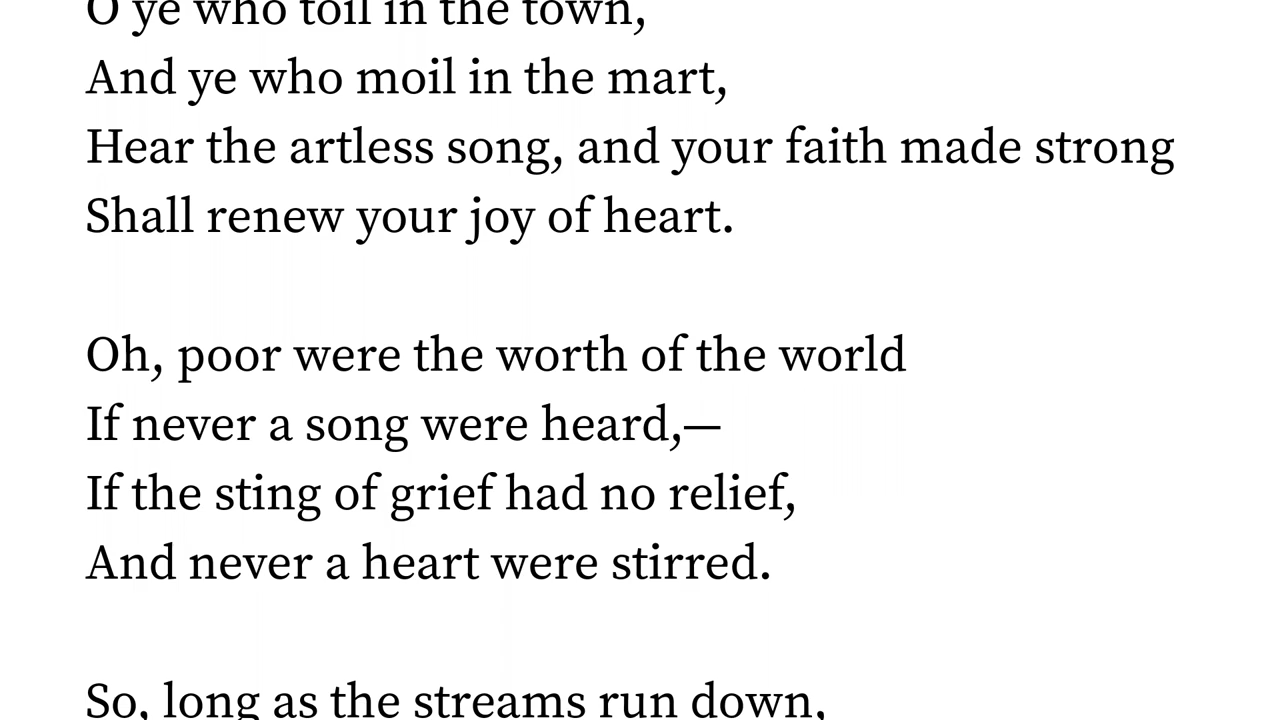 O ye who toil in the town,
And ye who moil in the mart,
Hear the artless song, and your faith made strong
Shall renew your joy of heart.
Oh, poor were the worth of the world
If never a song were heard,—
If the sting of grief had no relief,
And never a heart were stirred.
So, long as the streams run down,